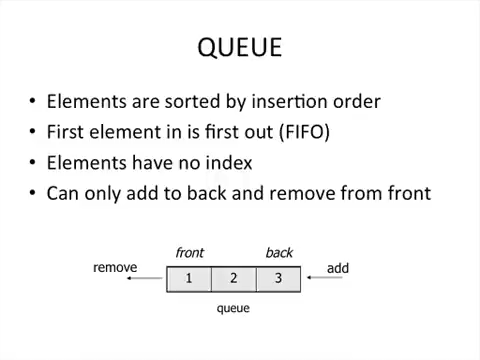 QUEUE
• Elements are sorted by insertion order
• First element in is first out (FIFO)
• Elements have no index
• Can only add to back and remove from front
front back
remove 1 2 3 add
queue